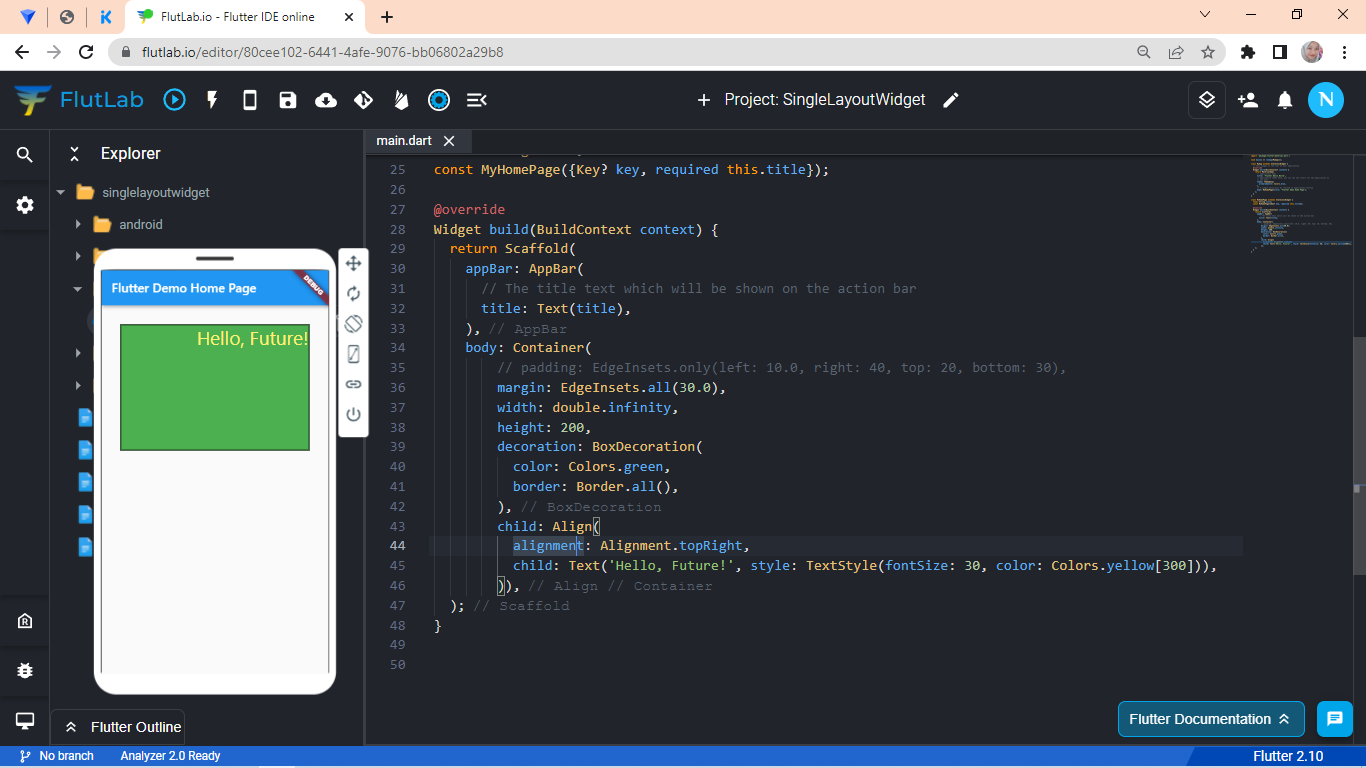 FlutLab.io - Flutter IDE online
flutlab.io/editor/80cee102-6441-4afe-9076-bb06802a29b8
FlutLab
Project: SingleLayoutWidget
N
Explorer
main.dart
singlelayoutwidget
android
Flutter Demo Home Page
DEBUG
Hello, Future!
25 const MyHomePage({Key? key, required this.title});
26
27 @override
28 Widget build(BuildContext context) {
29 return Scaffold(
30 appBar: AppBar(
31 // The title text which will be shown on the action bar
32 title: Text(title),
33 ), // AppBar
34 body: Container(
35 // padding: EdgeInsets.only(left: 10.0, right: 40, top: 20, bottom: 30),
36 margin: EdgeInsets.all(30.0),
37 width: double.infinity,
38 height: 200,
39 decoration: BoxDecoration(
40 color: Colors.green,
41 border: Border.all(),
42 ), // BoxDecoration
43 child: Align(
44 alignment: Alignment.topRight,
45 child: Text('Hello, Future!', style: TextStyle(fontSize: 30, color: Colors.yellow[300])),
46 )), // Align // Container
47 ); // Scaffold
48 }
49
50
Flutter Outline
Flutter Documentation
No branch
Analyzer 2.0 Ready
Flutter 2.10